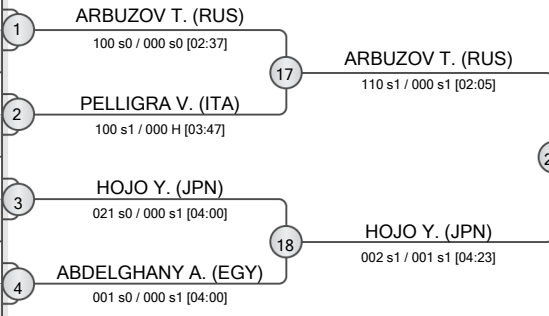 1
ARBUZOV T. (RUS)
100 s0 / 000 s0 [02:37]
17
ARBUZOV T. (RUS)
110 s1 / 000 s1 [02:05]
2
PELLIGRA V. (ITA)
100 s1 / 000 H [03:47]
3
HOJO Y. (JPN)
021 s0 / 000 s1 [04:00]
18
HOJO Y. (JPN)
002 s1 / 001 s1 [04:23]
4
ABDELGHANY A. (EGY)
001 s0 / 000 s1 [04:00]